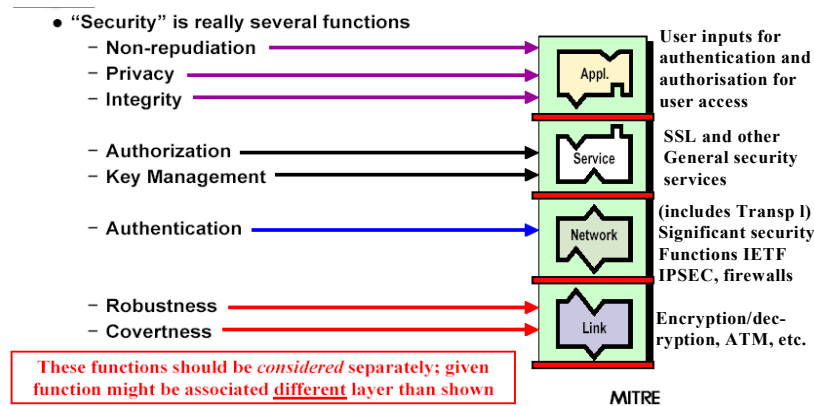 ● “Security” is really several functions
– Non-repudiation
– Privacy
– Integrity
– Authorization
– Key Management
– Authentication
– Robustness
– Covertness
These functions should be considered separately; given
function might be associated different layer than shown
Appl.
Service
Network
Link
User inputs for
authentication and
authorisation for
user access
SSL and other
General security
services
(includes Transp l)
Significant security
Functions IETF
IPSEC, firewalls
Encryption/dec-
ryption, ATM, etc.
MITRE